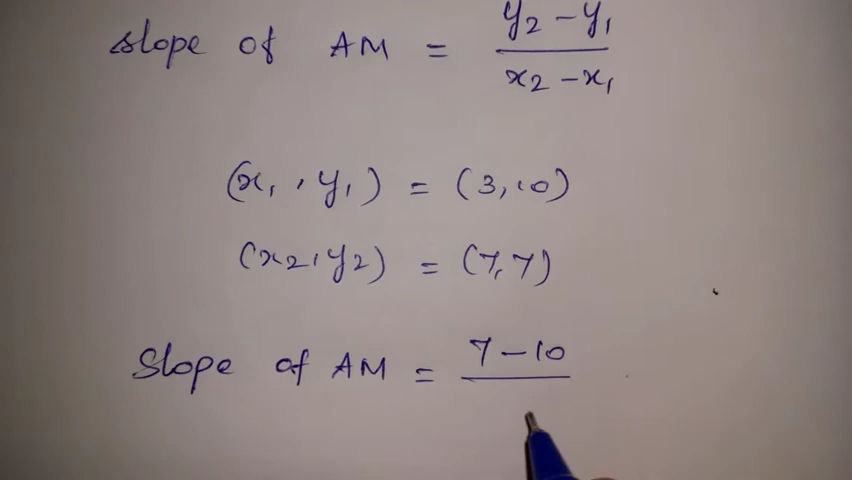 slope of AM = y2 - y1 / x2 - x1
(x1, y1) = (3, 10)
(x2, y2) = (7, 7)
Slope of AM = 7 - 10